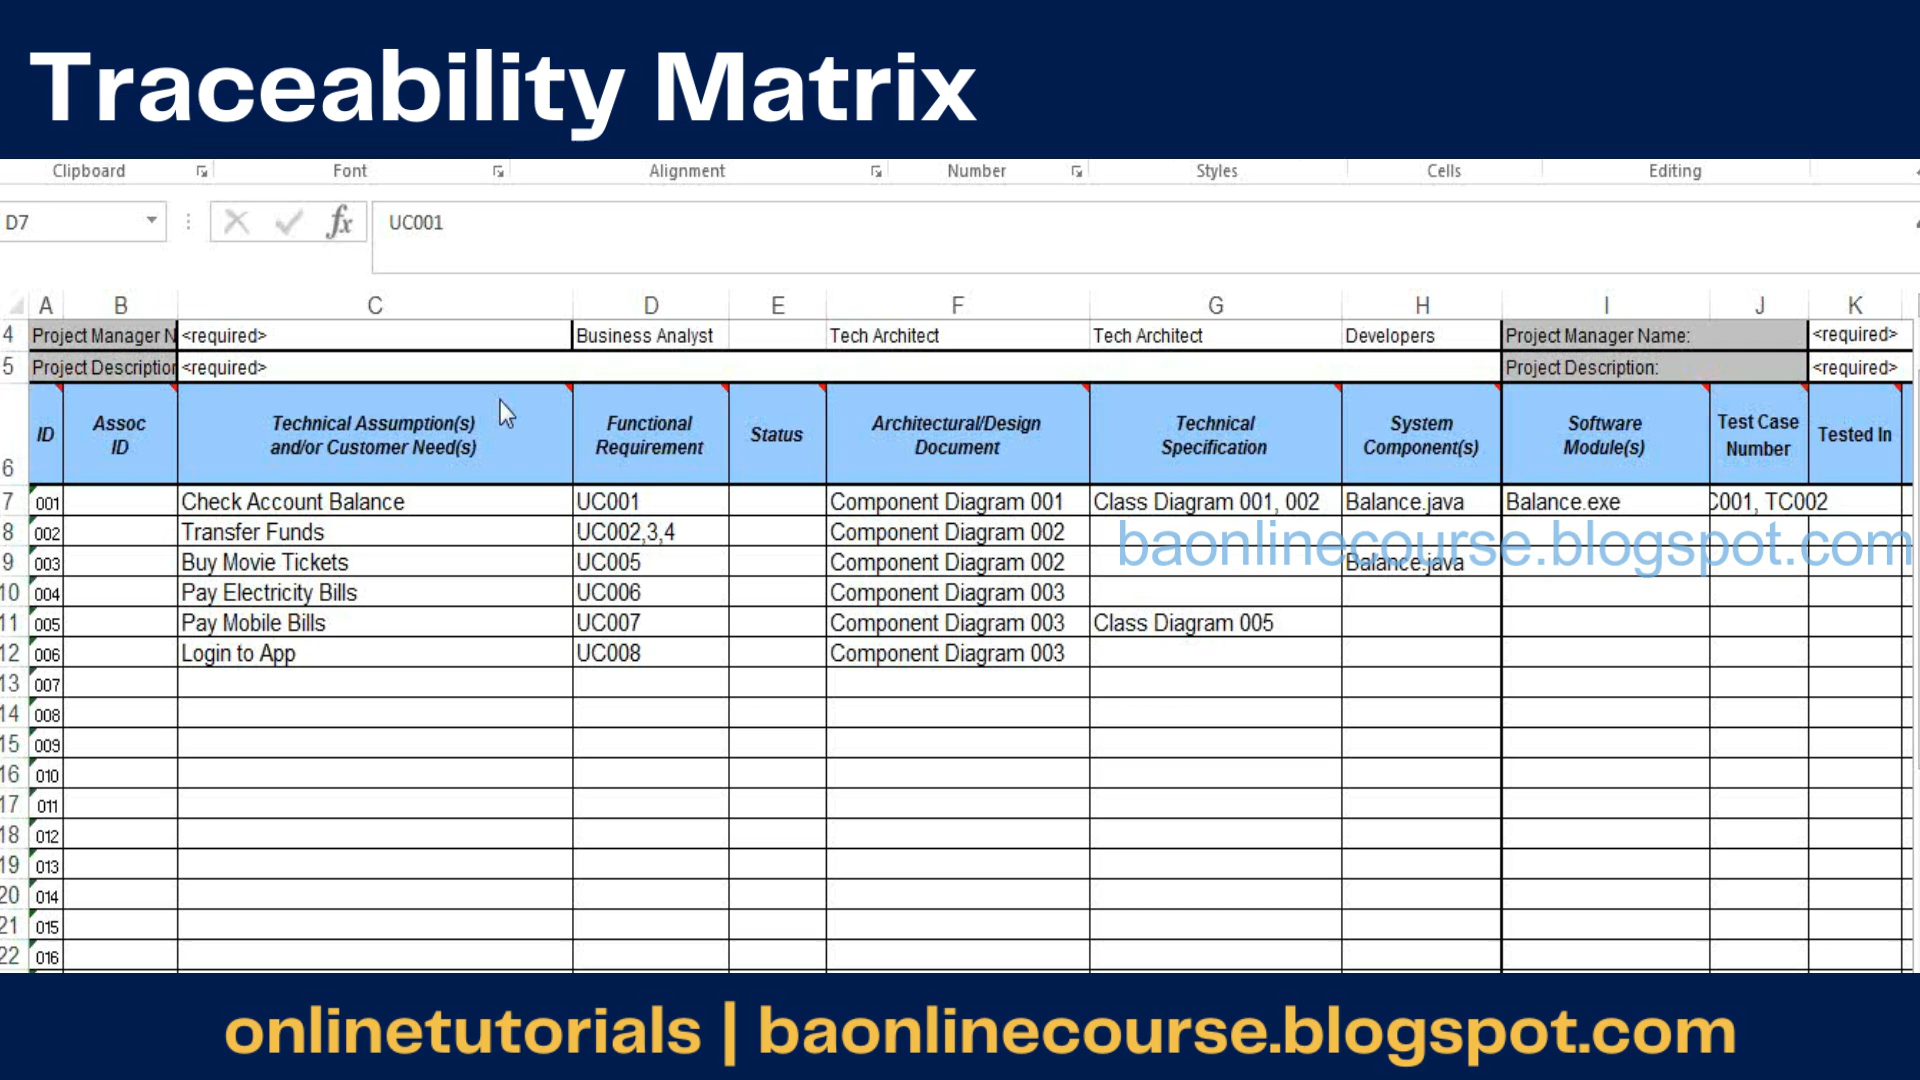 Traceability Matrix
Clipboard Font Alignment Number Styles Cells Editing
D7 fx UC001
A B C D E F G H I J K
4 Project Manager N <required> Business Analyst Tech Architect Tech Architect Developers Project Manager Name: <required>
5 Project Description <required> Project Description: <required>
6 ID Assoc ID Technical Assumption(s) and/or Customer Need(s) Functional Requirement Status Architectural/Design Document Technical Specification System Component(s) Software Module(s) Test Case Number Tested In
7 001 Check Account Balance UC001 Component Diagram 001 Class Diagram 001, 002 Balance.java Balance.exe C001, TC002
8 002 Transfer Funds UC002,3,4 Component Diagram 002
baonlinecourse.blogspot.com
9 003 Buy Movie Tickets UC005 Component Diagram 002 Balance.java
10 004 Pay Electricity Bills UC006 Component Diagram 003
11 005 Pay Mobile Bills UC007 Component Diagram 003 Class Diagram 005
12 006 Login to App UC008 Component Diagram 003
13 007
14 008
15 009
16 010
17 011
18 012
19 013
20 014
21 015
22 016
onlinetutorials | baonlinecourse.blogspot.com